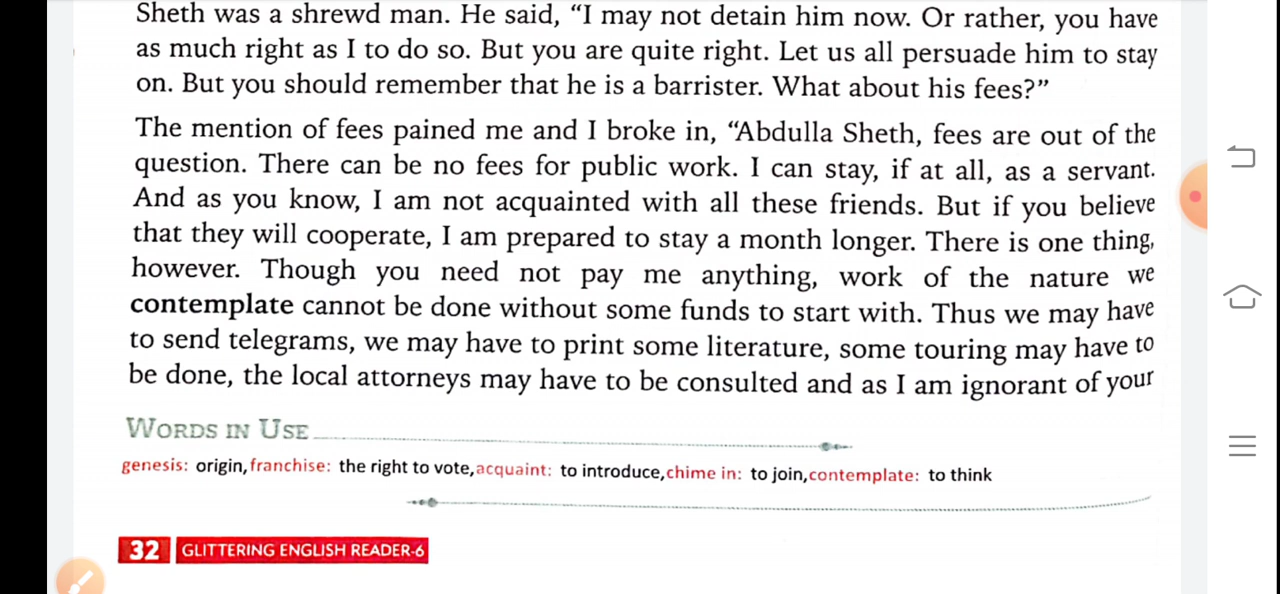 Sheth was a shrewd man. He said, “I may not detain him now. Or rather, you have
as much right as I to do so. But you are quite right. Let us all persuade him to stay
on. But you should remember that he is a barrister. What about his fees?”
The mention of fees pained me and I broke in, “Abdulla Sheth, fees are out of the
question. There can be no fees for public work. I can stay, if at all, as a servant.
And as you know, I am not acquainted with all these friends. But if you believe
that they will cooperate, I am prepared to stay a month longer. There is one thing,
however. Though you need not pay me anything, work of the nature we
contemplate cannot be done without some funds to start with. Thus we may have
to send telegrams, we may have to print some literature, some touring may have to
be done, the local attorneys may have to be consulted and as I am ignorant of your
WORDS IN USE
genesis: origin, franchise: the right to vote, acquaint: to introduce, chime in: to join, contemplate: to think
32 GLITTERING ENGLISH READER-6